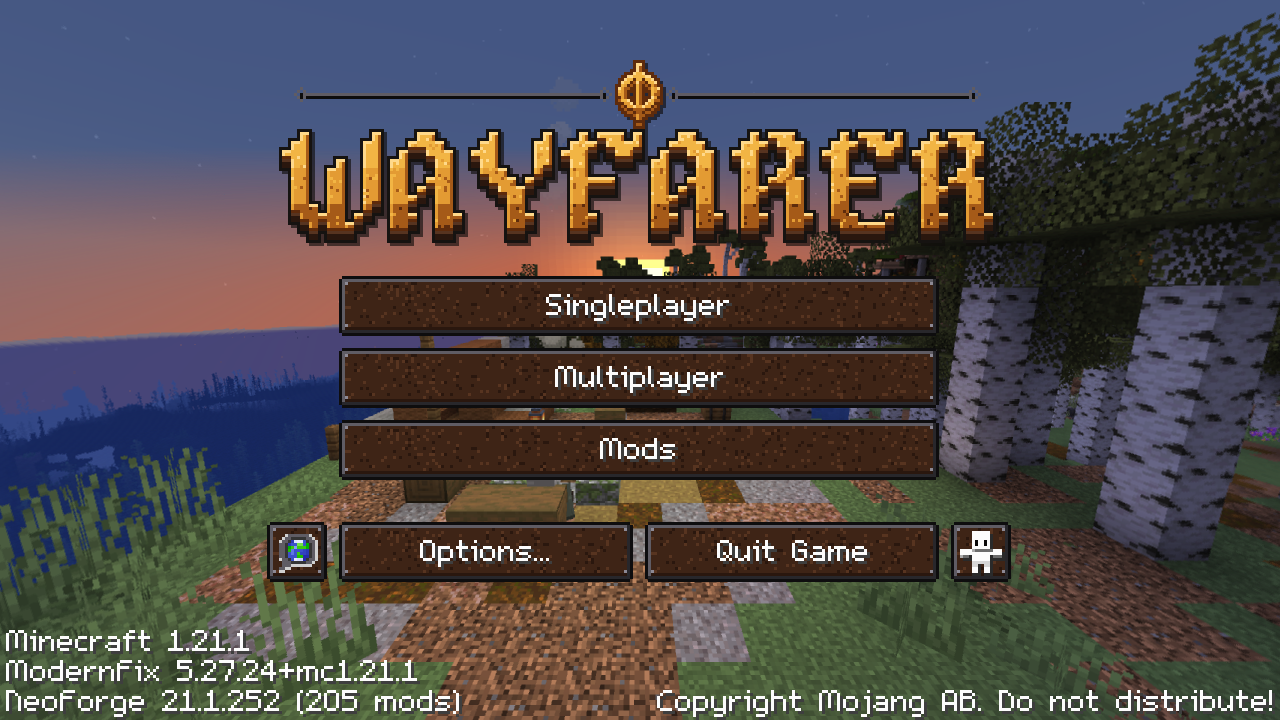 WAYFARER
Singleplayer
Multiplayer
Mods
Options...
Quit Game
Minecraft 1.21.1
ModernFix 5.27.24+mc1.21.1
NeoForge 21.1.252 (205 mods)
Copyright Mojang AB. Do not distribute!